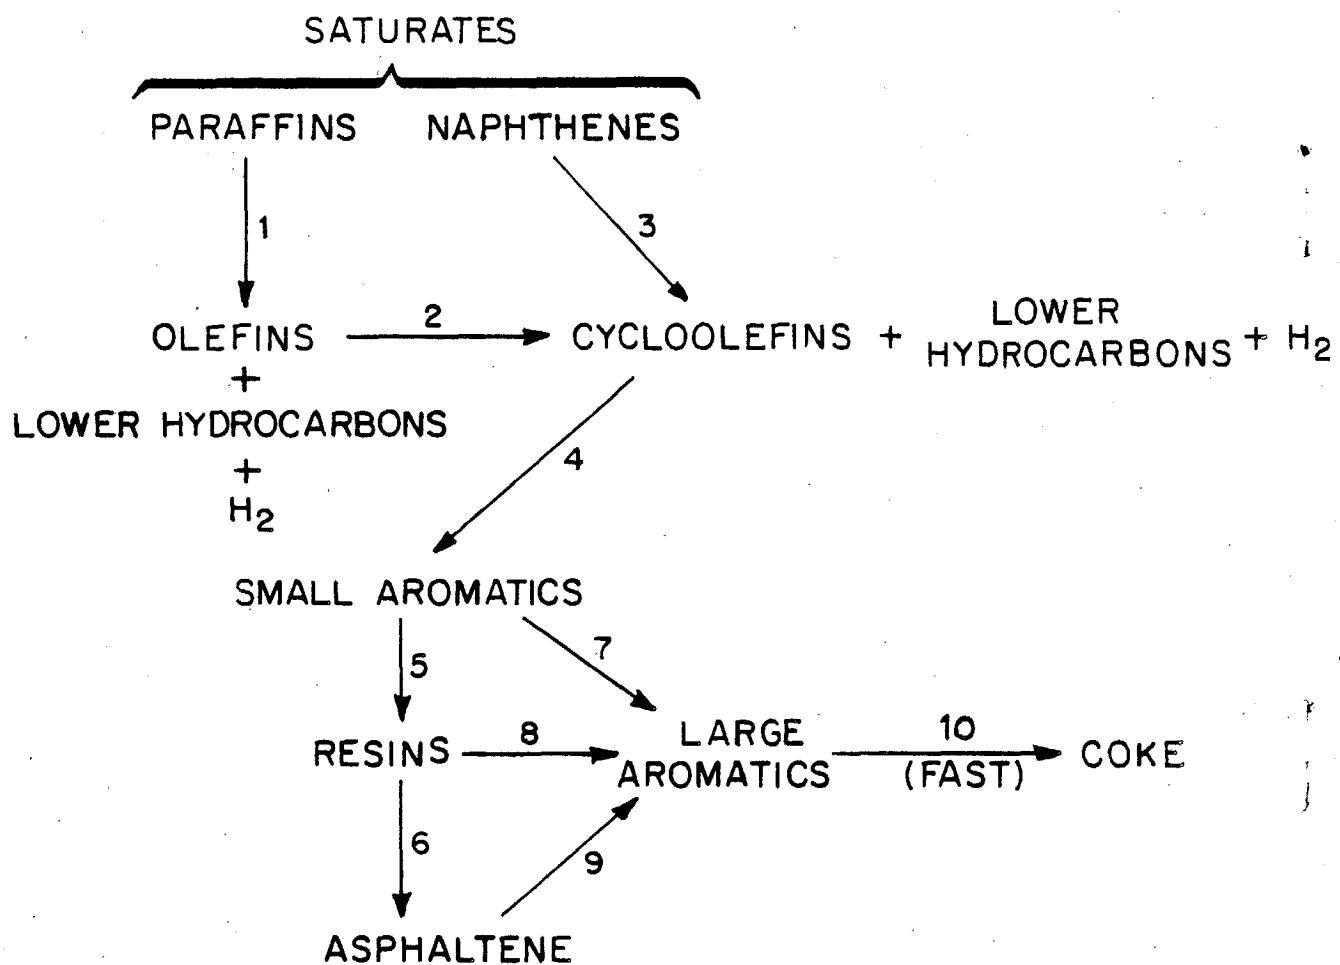 SATURATES
PARAFFINS NAPHTHENES
1
3
OLEFINS 2 CYCLOOLEFINS + LOWER HYDROCARBONS + H2
+
LOWER HYDROCARBONS
+
H2
4
SMALL AROMATICS
5
7
RESINS 8 LARGE AROMATICS 10 (FAST) COKE
6
9
ASPHALTENE